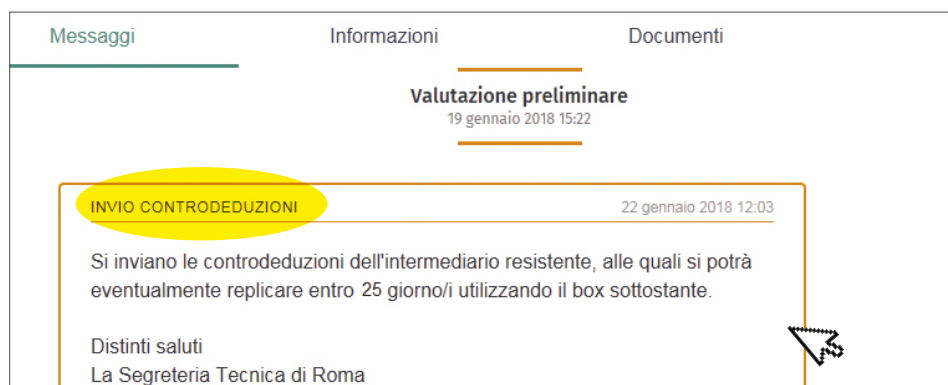 Messaggi Informazioni Documenti
Valutazione preliminare
19 gennaio 2018 15:22
INVIO CONTRODEDUZIONI 22 gennaio 2018 12:03
Si inviano le controdeduzioni dell'intermediario resistente, alle quali si potrà
eventualmente replicare entro 25 giorno/i utilizzando il box sottostante.
Distinti saluti
La Segreteria Tecnica di Roma